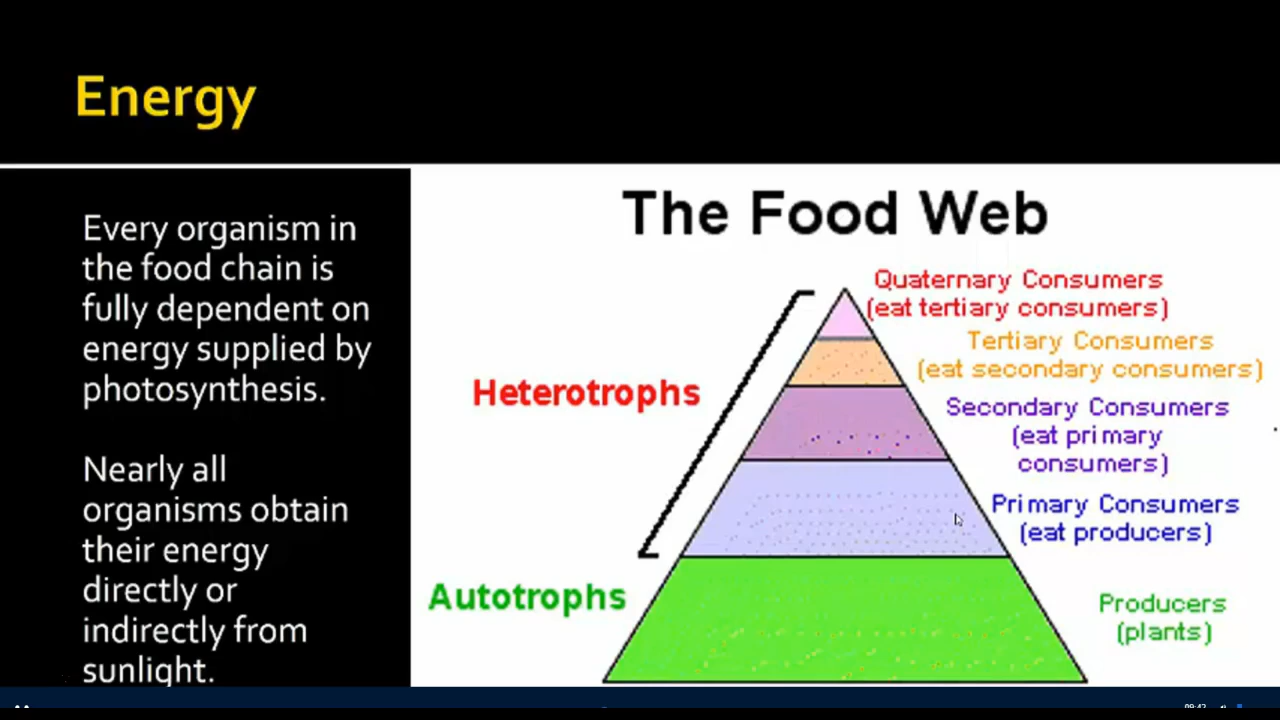 Energy
Every organism in
the food chain is
fully dependent on
energy supplied by
photosynthesis.
Nearly all
organisms obtain
their energy
directly or
indirectly from
sunlight.
The Food Web
Quaternary Consumers
(eat tertiary consumers)
Tertiary Consumers
(eat secondary consumers)
Heterotrophs
Secondary Consumers
(eat primary
consumers)
Primary Consumers
(eat producers)
Autotrophs
Producers
(plants)